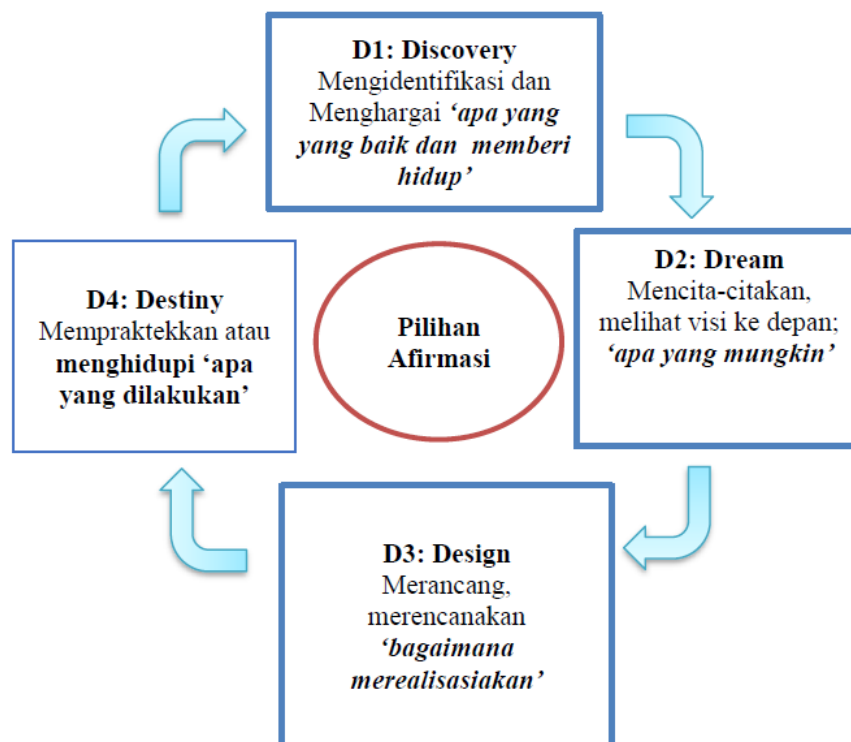 D1: Discovery
Mengidentifikasi dan
Menghargai ‘apa yang
yang baik dan memberi
hidup’
D2: Dream
Mencita-citakan,
melihat visi ke depan;
‘apa yang mungkin’
D4: Destiny
Mempraktekkan atau
menghidupi ‘apa
yang dilakukan’
Pilihan
Afirmasi
D3: Design
Merancang,
merencanakan
‘bagaimana
merealisasiakan’